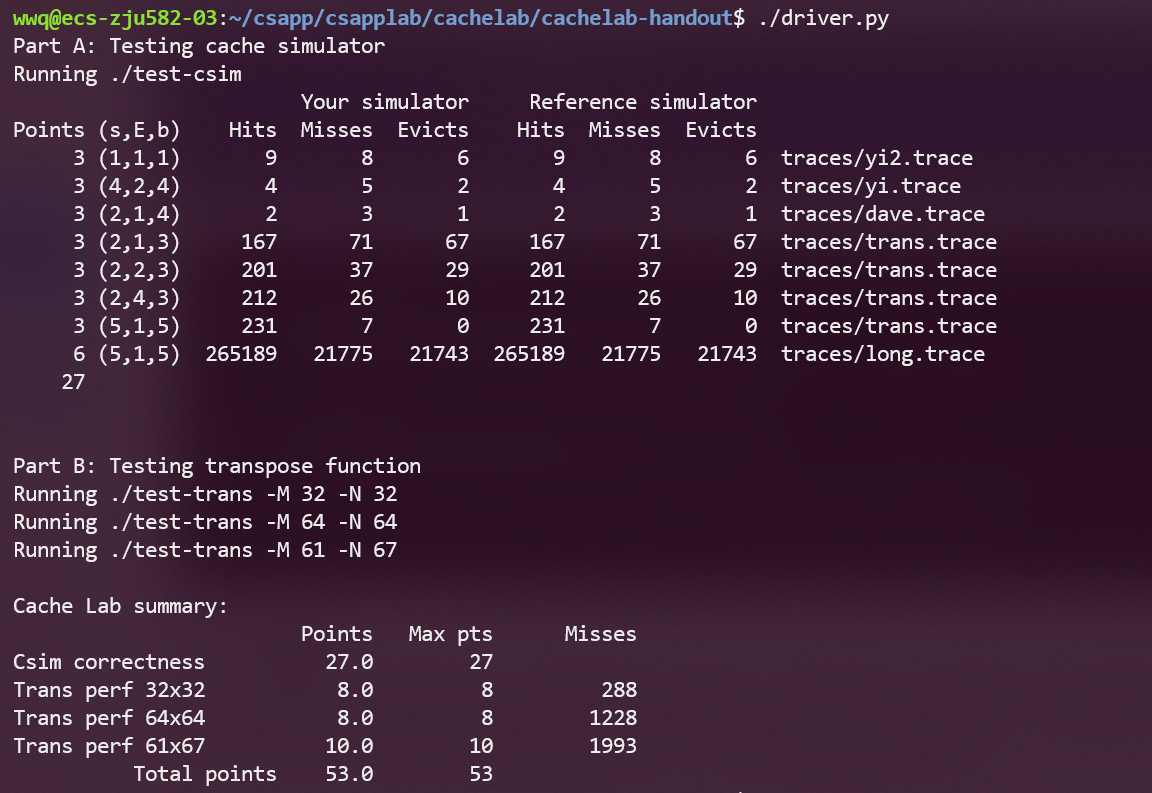 wwq@ecs-zju582-03:~/csapp/csapplab/cachelab/cachelab-handout$ ./driver.py
Part A: Testing cache simulator
Running ./test-csim
                        Your simulator     Reference simulator
Points (s,E,b)    Hits  Misses  Evicts    Hits  Misses  Evicts
     3 (1,1,1)       9       8       6       9       8       6  traces/yi2.trace
     3 (4,2,4)       4       5       2       4       5       2  traces/yi.trace
     3 (2,1,4)       2       3       1       2       3       1  traces/dave.trace
     3 (2,1,3)     167      71      67     167      71      67  traces/trans.trace
     3 (2,2,3)     201      37      29     201      37      29  traces/trans.trace
     3 (2,4,3)     212      26      10     212      26      10  traces/trans.trace
     3 (5,1,5)     231       7       0     231       7       0  traces/trans.trace
     6 (5,1,5)  265189   21775   21743  265189   21775   21743  traces/long.trace
    27
Part B: Testing transpose function
Running ./test-trans -M 32 -N 32
Running ./test-trans -M 64 -N 64
Running ./test-trans -M 61 -N 67
Cache Lab summary:
                        Points   Max pts      Misses
Csim correctness          27.0        27
Trans perf 32x32           8.0         8         288
Trans perf 64x64           8.0         8        1228
Trans perf 61x67          10.0        10        1993
          Total points    53.0        53